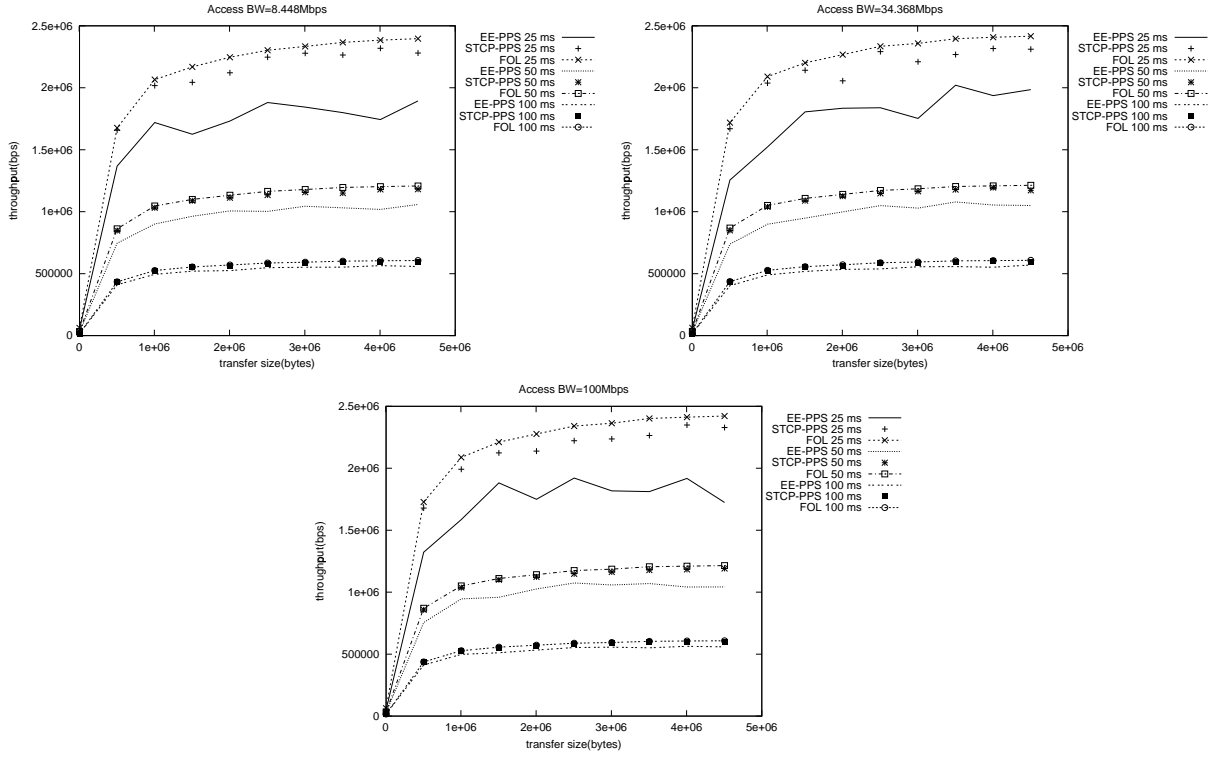 Access BW=8.448Mbps
2.5e+06
2e+06
1.5e+06
1e+06
500000
0
throughput(bps)
0 1e+06 2e+06 3e+06 4e+06 5e+06
transfer size(bytes)
EE-PPS 25 ms
STCP-PPS 25 ms
FOL 25 ms
EE-PPS 50 ms
STCP-PPS 50 ms
FOL 50 ms
EE-PPS 100 ms
STCP-PPS 100 ms
FOL 100 ms
Access BW=34.368Mbps
2.5e+06
2e+06
1.5e+06
1e+06
500000
0
throughput(bps)
0 1e+06 2e+06 3e+06 4e+06 5e+06
transfer size(bytes)
EE-PPS 25 ms
STCP-PPS 25 ms
FOL 25 ms
EE-PPS 50 ms
STCP-PPS 50 ms
FOL 50 ms
EE-PPS 100 ms
STCP-PPS 100 ms
FOL 100 ms
Access BW=100Mbps
2.5e+06
2e+06
1.5e+06
1e+06
500000
0
throughput(bps)
0 1e+06 2e+06 3e+06 4e+06 5e+06
transfer size(bytes)
EE-PPS 25 ms
STCP-PPS 25 ms
FOL 25 ms
EE-PPS 50 ms
STCP-PPS 50 ms
FOL 50 ms
EE-PPS 100 ms
STCP-PPS 100 ms
FOL 100 ms